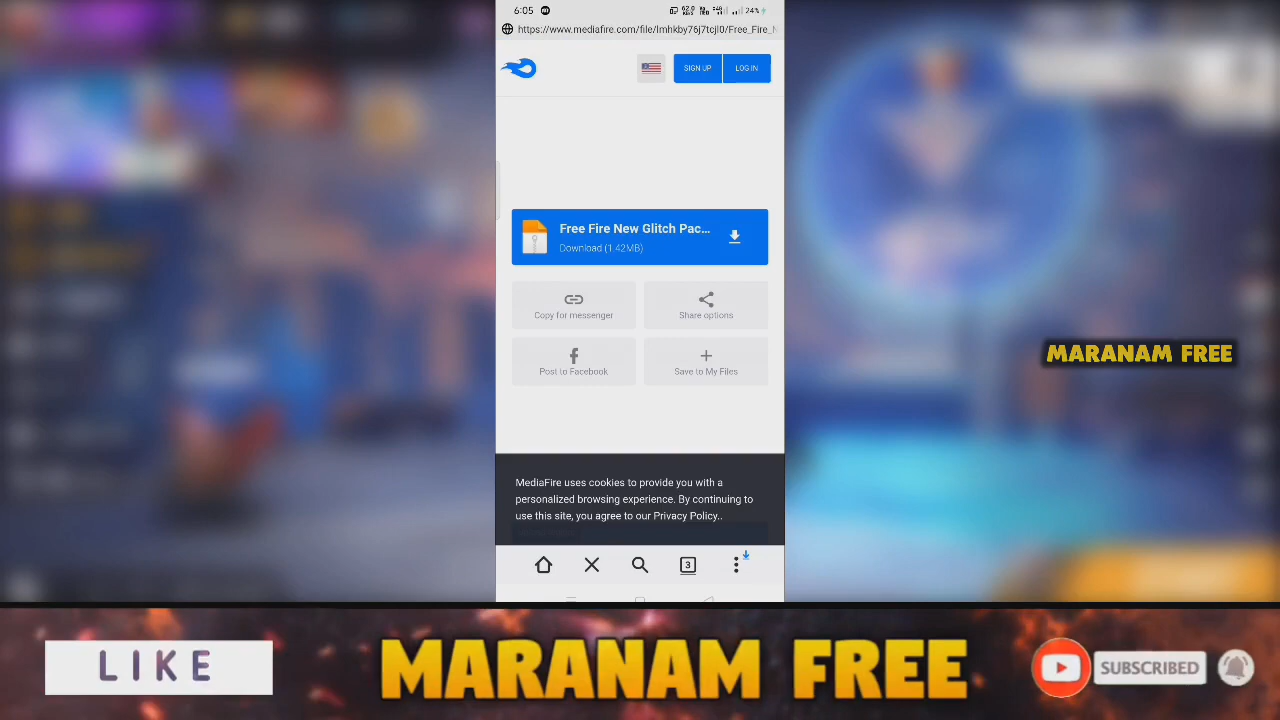 6:05
24%
https://www.mediafire.com/file/lmhkby76j7tcjl0/Free_Fire_N
SIGN UP
LOG IN
Free Fire New Glitch Pac...
Download (1.42MB)
Copy for messenger
Share options
Post to Facebook
Save to My Files
MediaFire uses cookies to provide you with a
personalized browsing experience. By continuing to
use this site, you agree to our Privacy Policy..
3
MARANAM FREE
LIKE
MARANAM FREE
SUBSCRIBED